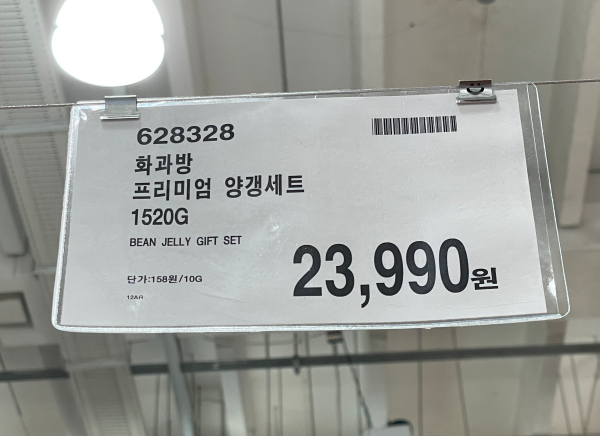 628328
화과방
프리미엄 양갱세트
1520G
BEAN JELLY GIFT SET
23,990원
단가:158원/10G